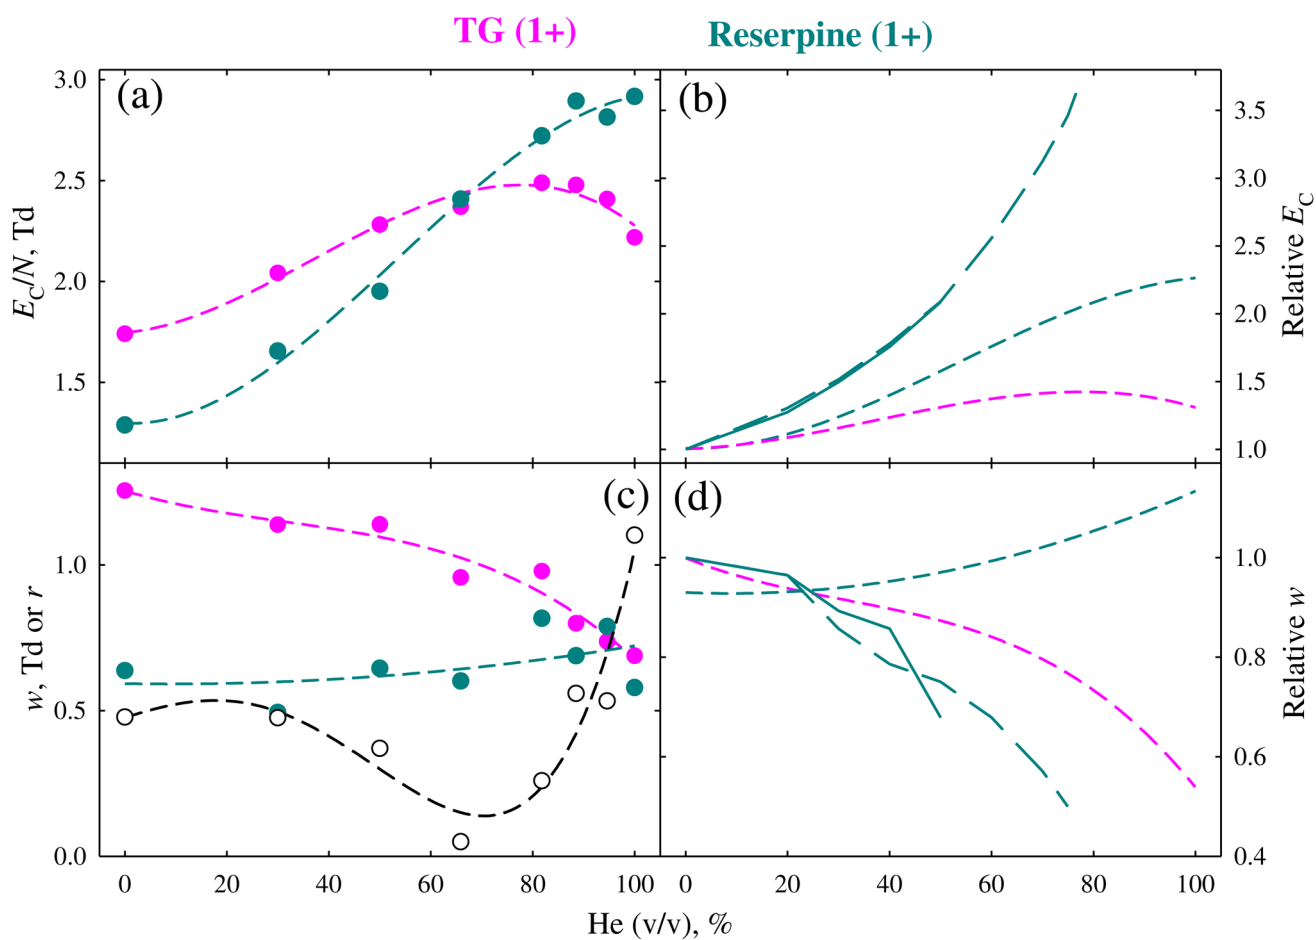 TG (1+) Reserpine (1+)
(a)
3.0
2.5
2.0
1.5
E_C/N, Td
(b)
3.5
3.0
2.5
2.0
1.5
1.0
Relative E_C
(c)
1.0
0.5
0.0
w, Td or r
(d)
1.0
0.8
0.6
0.4
Relative w
0 20 40 60 80 100 0 20 40 60 80 100
He (v/v), %